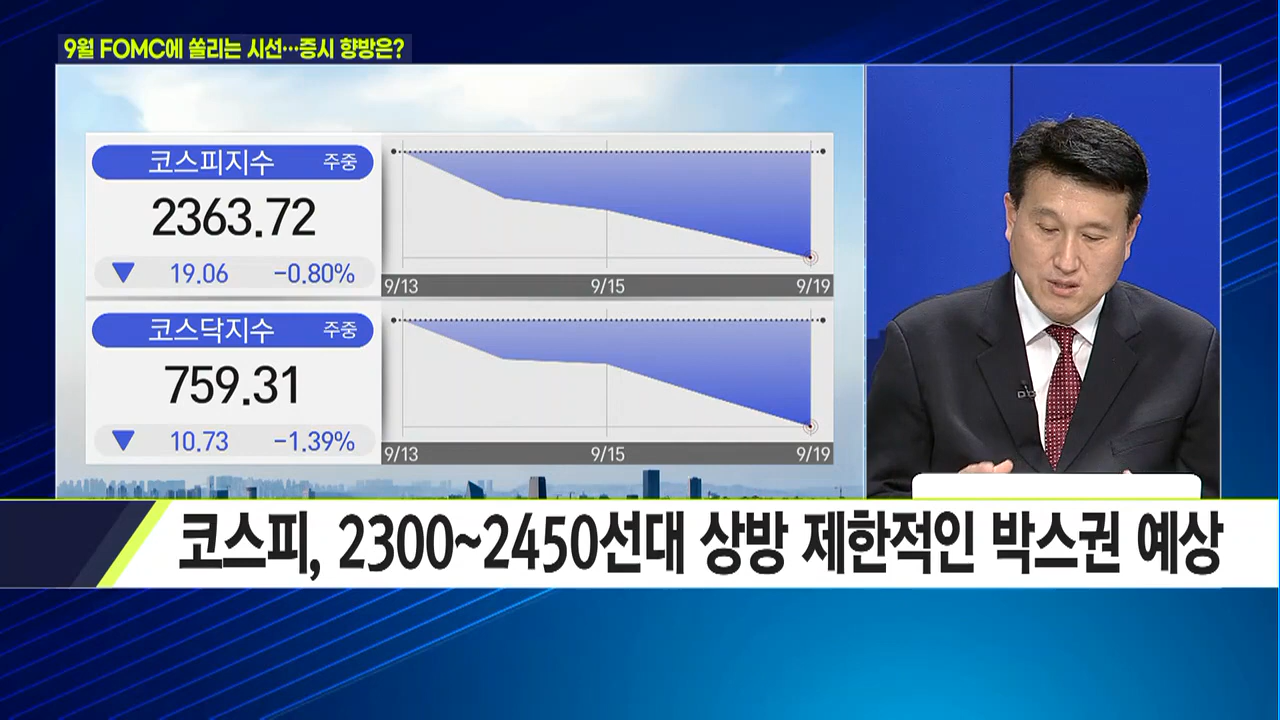 9월 FOMC에 쏠리는 시선…증시 향방은?
코스피지수 주중
2363.72
▼ 19.06 -0.80%
9/13 9/15 9/19
코스닥지수 주중
759.31
▼ 10.73 -1.39%
9/13 9/15 9/19
코스피, 2300~2450선대 상방 제한적인 박스권 예상